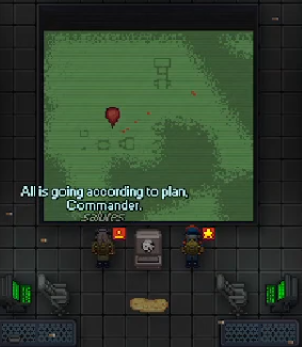 All is going according to plan,
Commander.
salutes